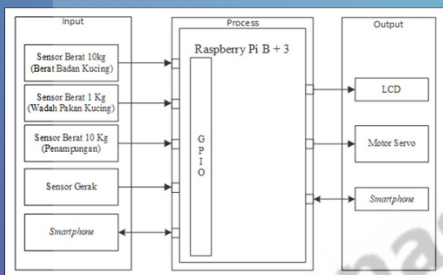 Input
Sensor Berat 10kg
(Berat Badan Kucing)
Sensor Berat 1 Kg
(Wadah Pakan Kucing)
Sensor Berat 10 Kg
(Penampungan)
Sensor Gerak
Smartphone
Process
Raspberry Pi B + 3
G
P
I
O
Output
LCD
Motor Servo
Smartphone